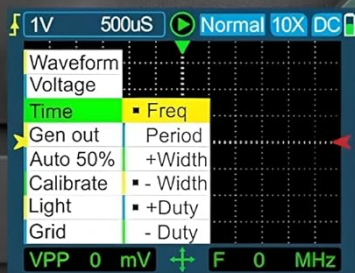 1V 500uS Normal 10X DC
Waveform
Voltage
Time ▪ Freq
Gen out Period
Auto 50% +Width
Calibrate ▪ - Width
Light ▪ +Duty
Grid - Duty
VPP 0 mV F 0 MHz